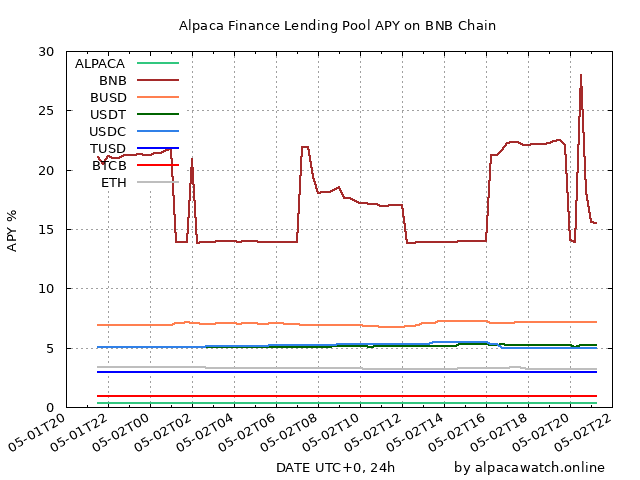 Alpaca Finance Lending Pool APY on BNB Chain
APY %
30
25
20
15
10
5
0
ALPACA
BNB
BUSD
USDT
USDC
TUSD
BTCB
ETH
05-01T20
05-01T22
05-02T00
05-02T02
05-02T04
05-02T06
05-02T08
05-02T10
05-02T12
05-02T14
05-02T16
05-02T18
05-02T20
05-02T22
DATE UTC+0, 24h
by alpacawatch.online